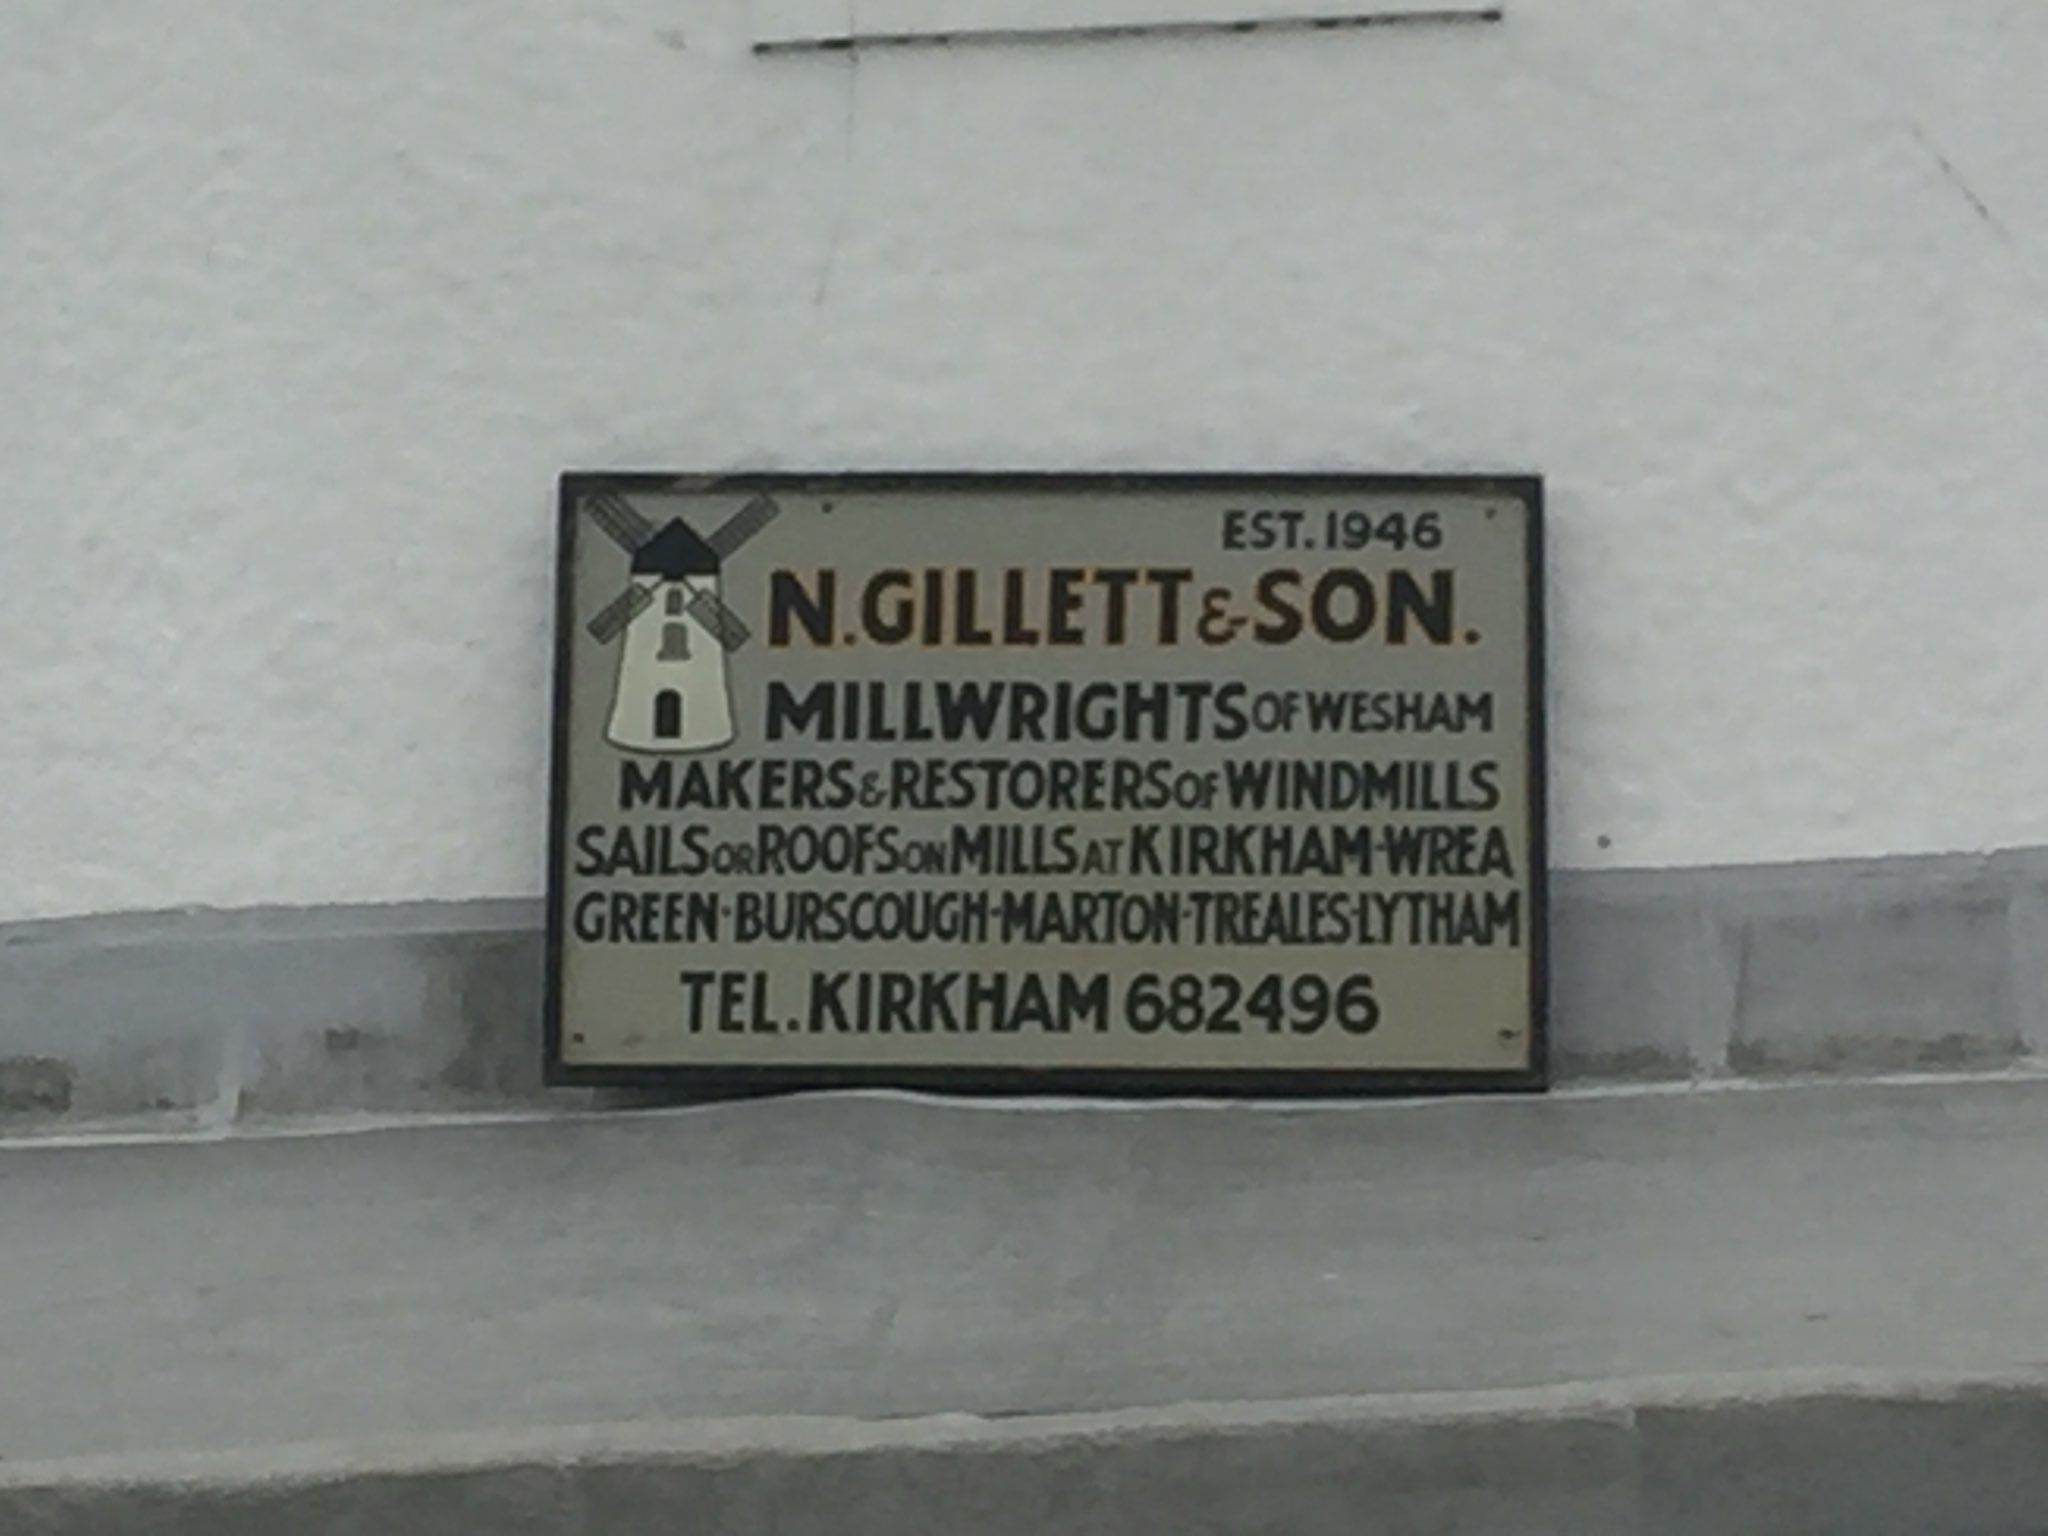 EST. 1946
N. GILLETT & SON.
MILLWRIGHTS OF WESHAM
MAKERS & RESTORERS OF WINDMILLS
SAILS OR ROOFS ON MILLS AT KIRKHAM·WREA
GREEN·BURSCOUGH·MARTON·TREALES·LYTHAM
TEL. KIRKHAM 682496